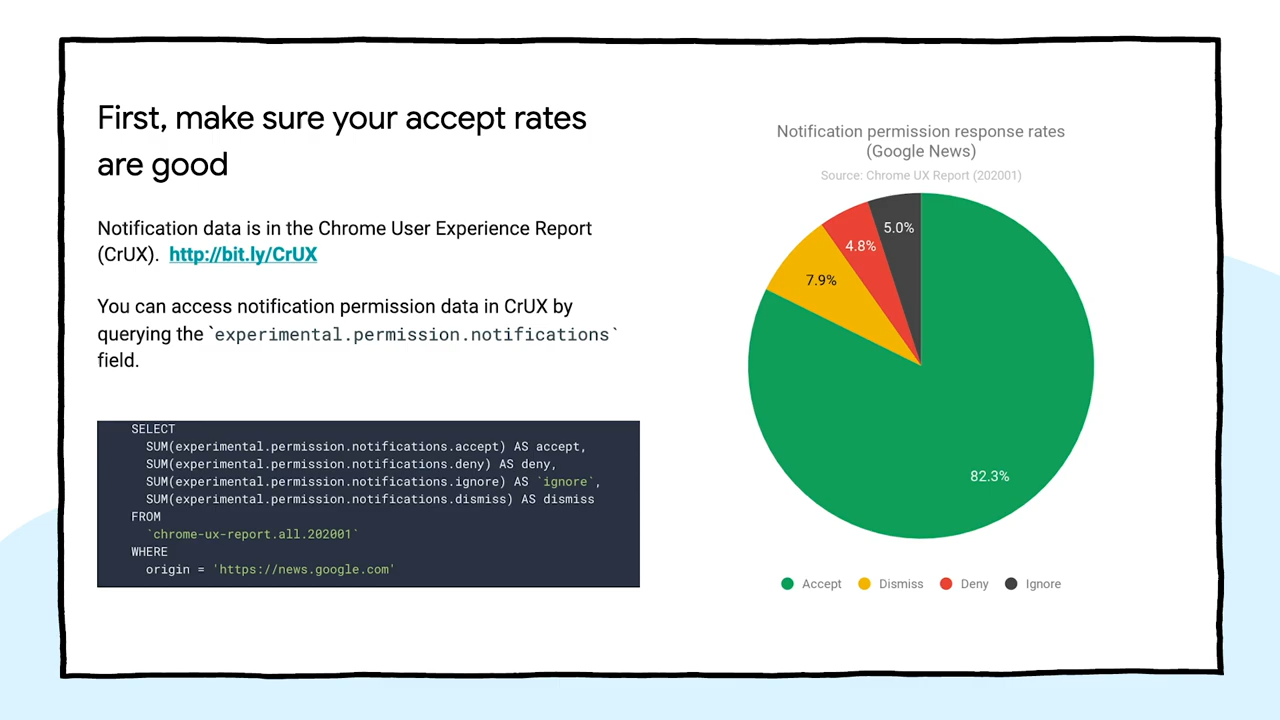 First, make sure your accept rates
are good
Notification data is in the Chrome User Experience Report
(CrUX). http://bit.ly/CrUX
You can access notification permission data in CrUX by
querying the `experimental.permission.notifications`
field.
SELECT
SUM(experimental.permission.notifications.accept) AS accept,
SUM(experimental.permission.notifications.deny) AS deny,
SUM(experimental.permission.notifications.ignore) AS `ignore`,
SUM(experimental.permission.notifications.dismiss) AS dismiss
FROM
`chrome-ux-report.all.202001`
WHERE
origin = 'https://news.google.com'
Notification permission response rates
(Google News)
Source: Chrome UX Report (202001)
5.0%
4.8%
7.9%
82.3%
Accept Dismiss Deny Ignore